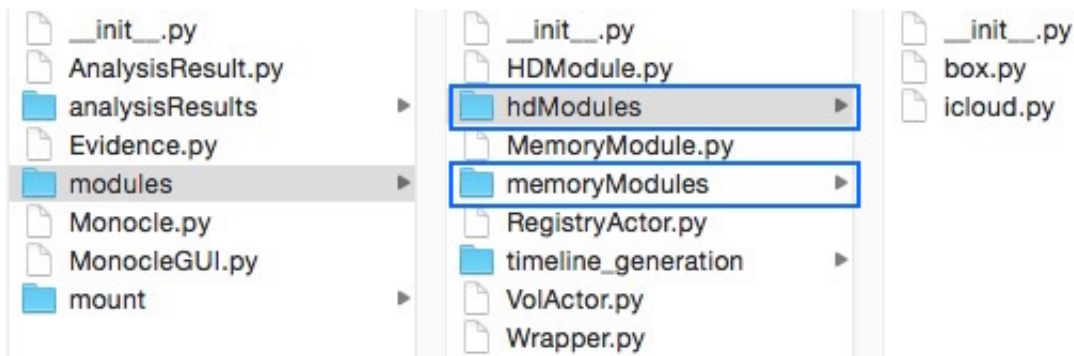 __init__.py
AnalysisResult.py
analysisResults
Evidence.py
modules
Monocle.py
MonocleGUI.py
mount
__init__.py
HDModule.py
hdModules
MemoryModule.py
memoryModules
RegistryActor.py
timeline_generation
VolActor.py
Wrapper.py
__init__.py
box.py
icloud.py